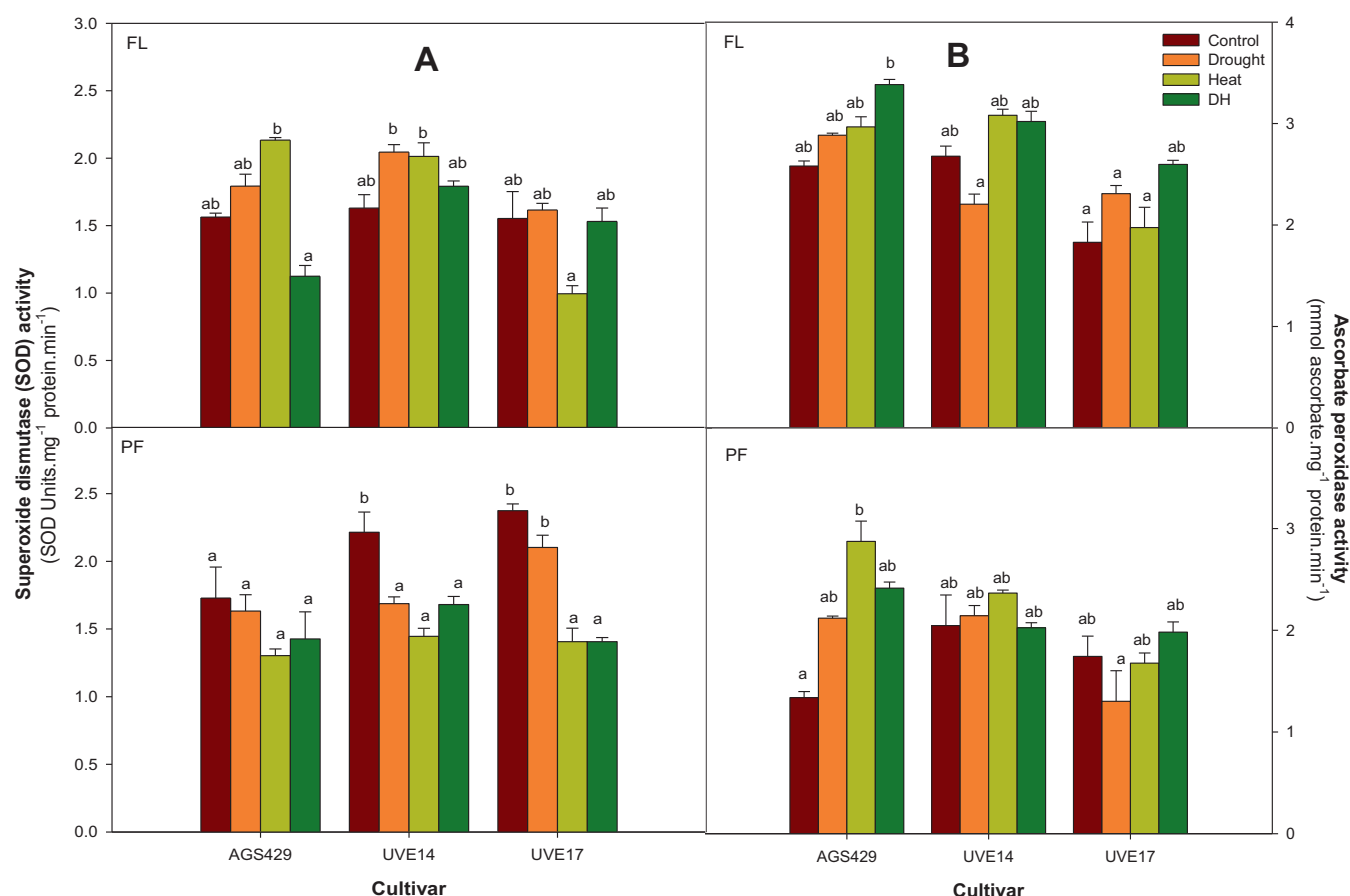 Superoxide dismutase (SOD) activity
(SOD Units.mg⁻¹ protein.min⁻¹)
FL
A
3.0
2.5
2.0
1.5
1.0
0.5
0.0
ab
ab
b
a
ab
b
b
ab
ab
ab
a
ab
PF
2.5
2.0
1.5
1.0
0.5
0.0
a
a
a
a
b
a
a
a
b
b
a
a
AGS429 UVE14 UVE17
Cultivar
FL
B
Control
Drought
Heat
DH
4
3
2
1
0
ab
ab
ab
b
ab
a
ab
ab
a
a
a
ab
PF
3
2
1
0
a
ab
b
ab
ab
ab
ab
ab
ab
a
ab
ab
AGS429 UVE14 UVE17
Cultivar
Ascorbate peroxidase activity
(mmol ascorbate.mg⁻¹ protein.min⁻¹)